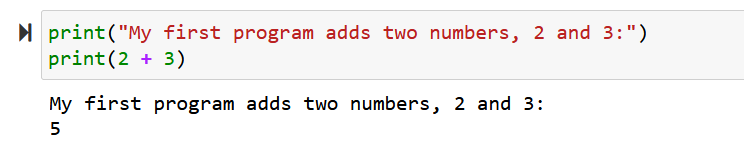 print("My first program adds two numbers, 2 and 3:")
print(2 + 3)
My first program adds two numbers, 2 and 3:
5